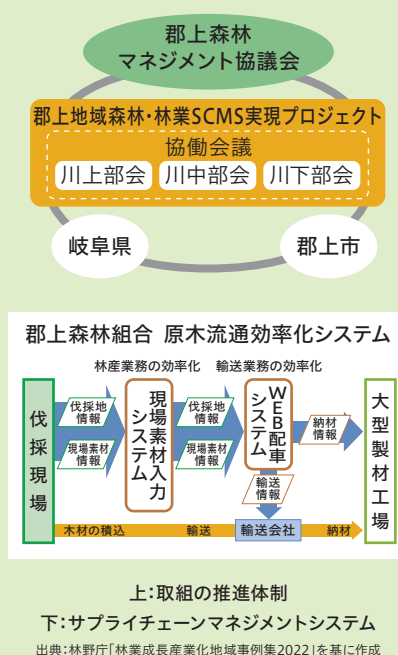 郡上森林
マネジメント協議会
郡上地域森林・林業SCMS実現プロジェクト
協働会議
川上部会 川中部会 川下部会
岐阜県 郡上市
郡上森林組合 原木流通効率化システム
林産業務の効率化 輸送業務の効率化
伐採現場
伐採地
情報
現場素材
情報
現場素材入力
システム
伐採地
情報
現場素材
情報
WEB配車
システム
納材
情報
輸送
情報
大型製材工場
木材の積込 輸送 輸送会社 納材
上:取組の推進体制
下:サプライチェーンマネジメントシステム
出典:林野庁「林業成長産業化地域事例集2022」を基に作成